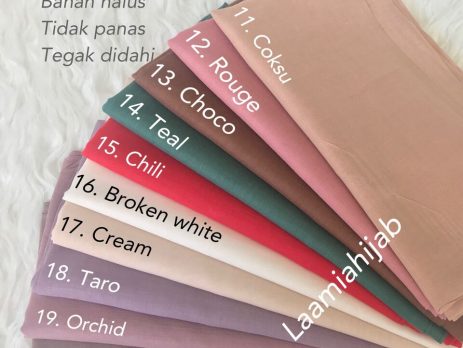 Bahan halus
Tidak panas
Tegak didahi
11. Coksu
12. Rouge
13. Choco
14. Teal
15. Chili
16. Broken white
17. Cream
18. Taro
19. Orchid
Laamiahijab